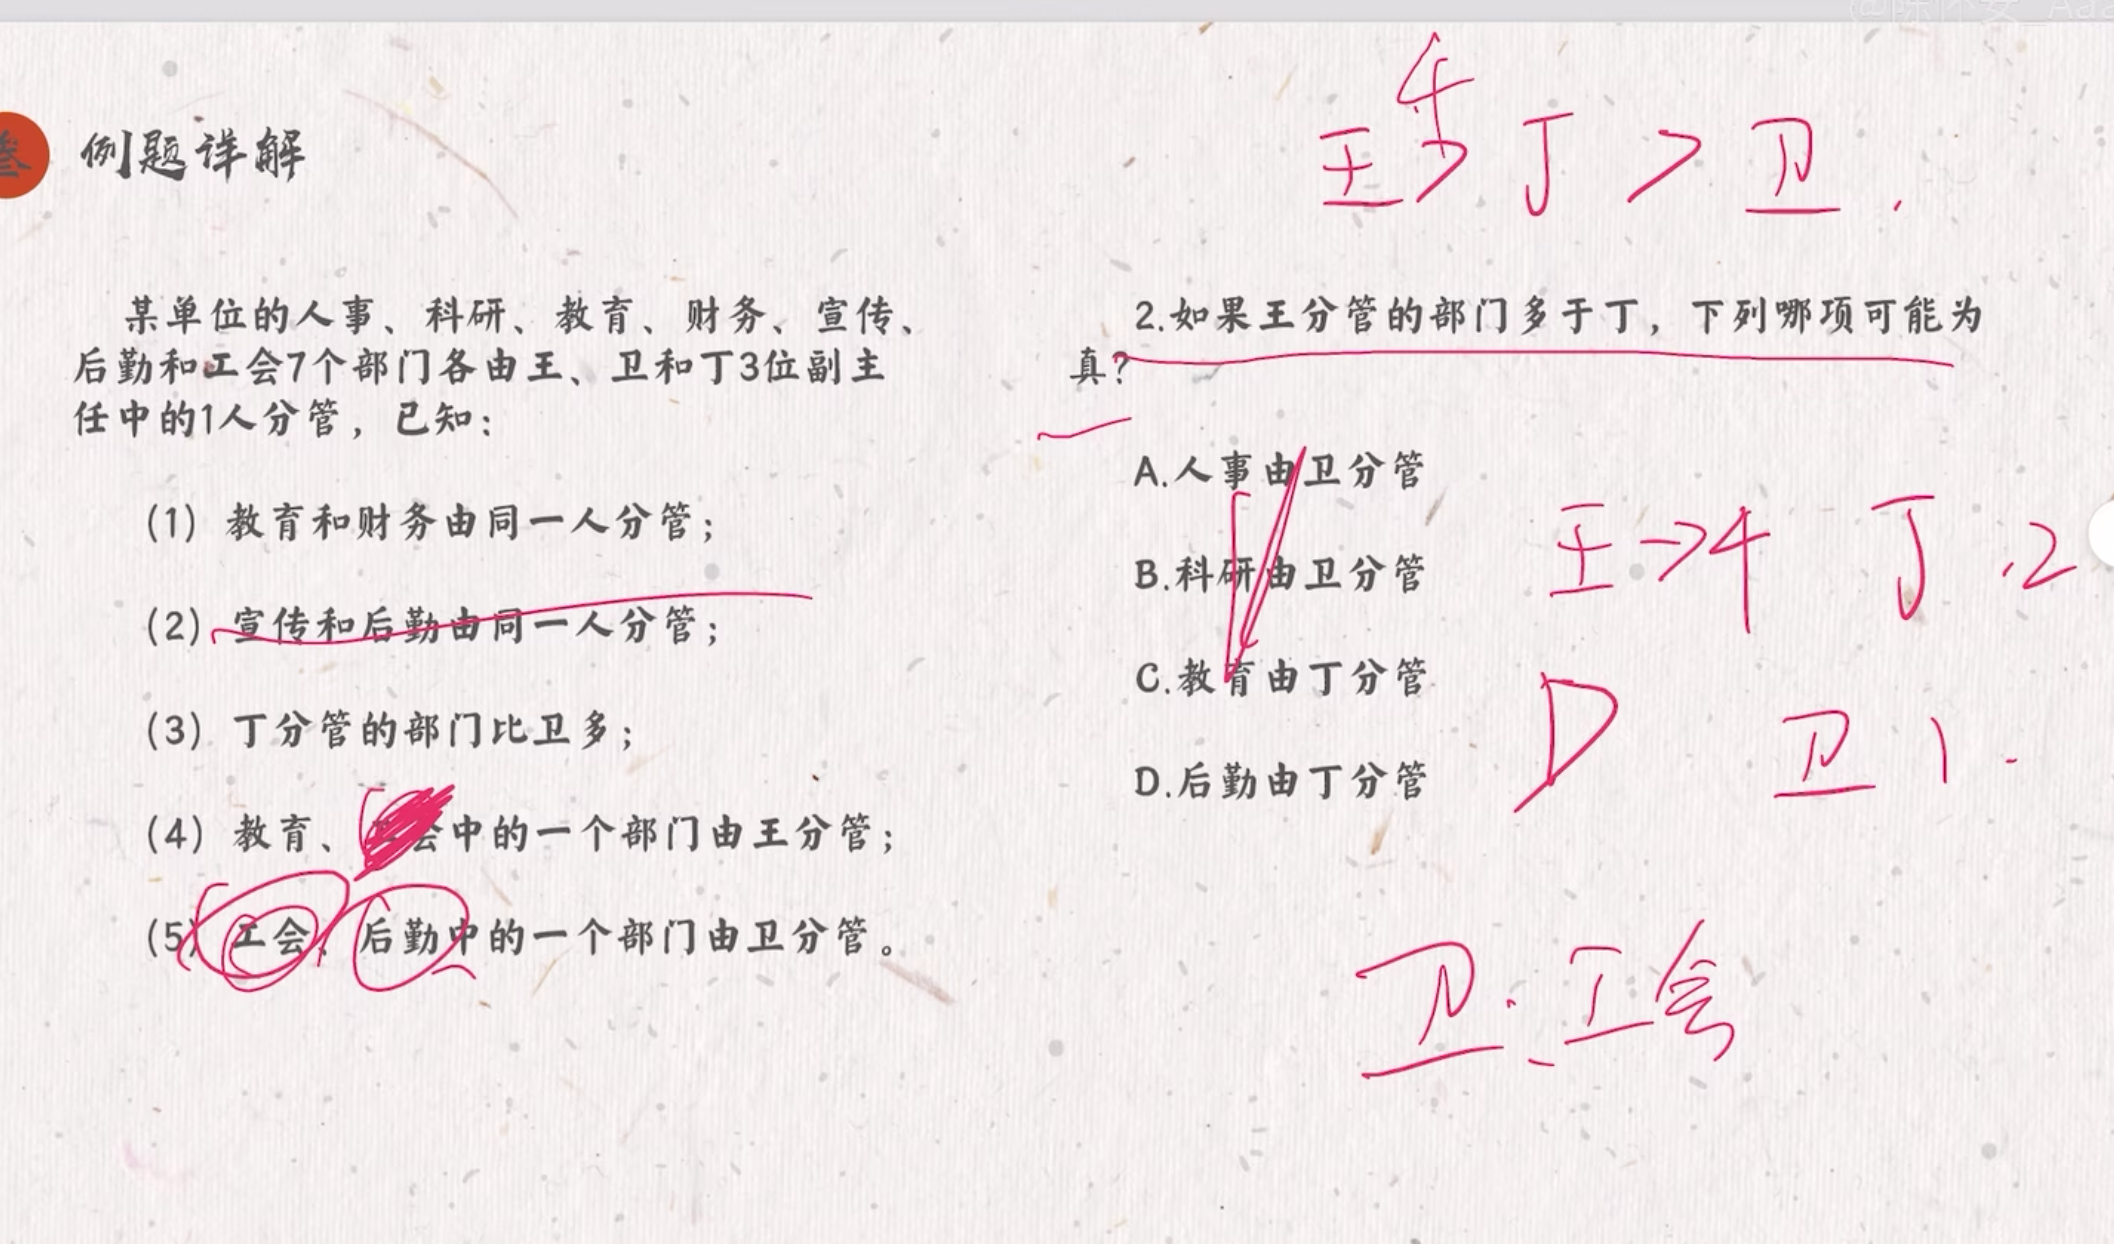 例题详解
某单位的人事、科研、教育、财务、宣传、
后勤和工会7个部门各由王、卫和丁3位副主
任中的1人分管，已知：
(1) 教育和财务由同一人分管；
(2) 宣传和后勤由同一人分管；
(3) 丁分管的部门比卫多；
(4) 教育、会中的一个部门由王分管；
(5) 工会、后勤中的一个部门由卫分管。
王 > 丁 > 卫
4
2.如果王分管的部门多于丁，下列哪项可能为
真？
A.人事由卫分管
B.科研由卫分管
C.教育由丁分管
D.后勤由丁分管
王→4 丁.2
D 卫 1
卫:工会